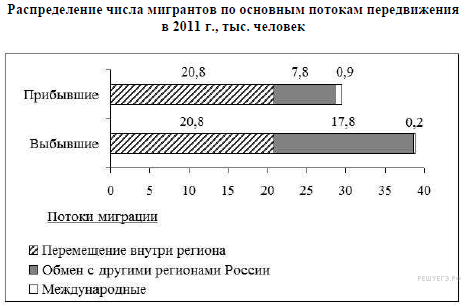 Распределение числа мигрантов по основным потокам передвижения
в 2011 г., тыс. человек
20,8 7,8 0,9
Прибывшие
20,8 17,8 0,2
Выбывшие
0 5 10 15 20 25 30 35 40
Потоки миграции
Перемещение внутри региона
Обмен с другими регионами России
Международные
РЕШУЕГЭ.РФ